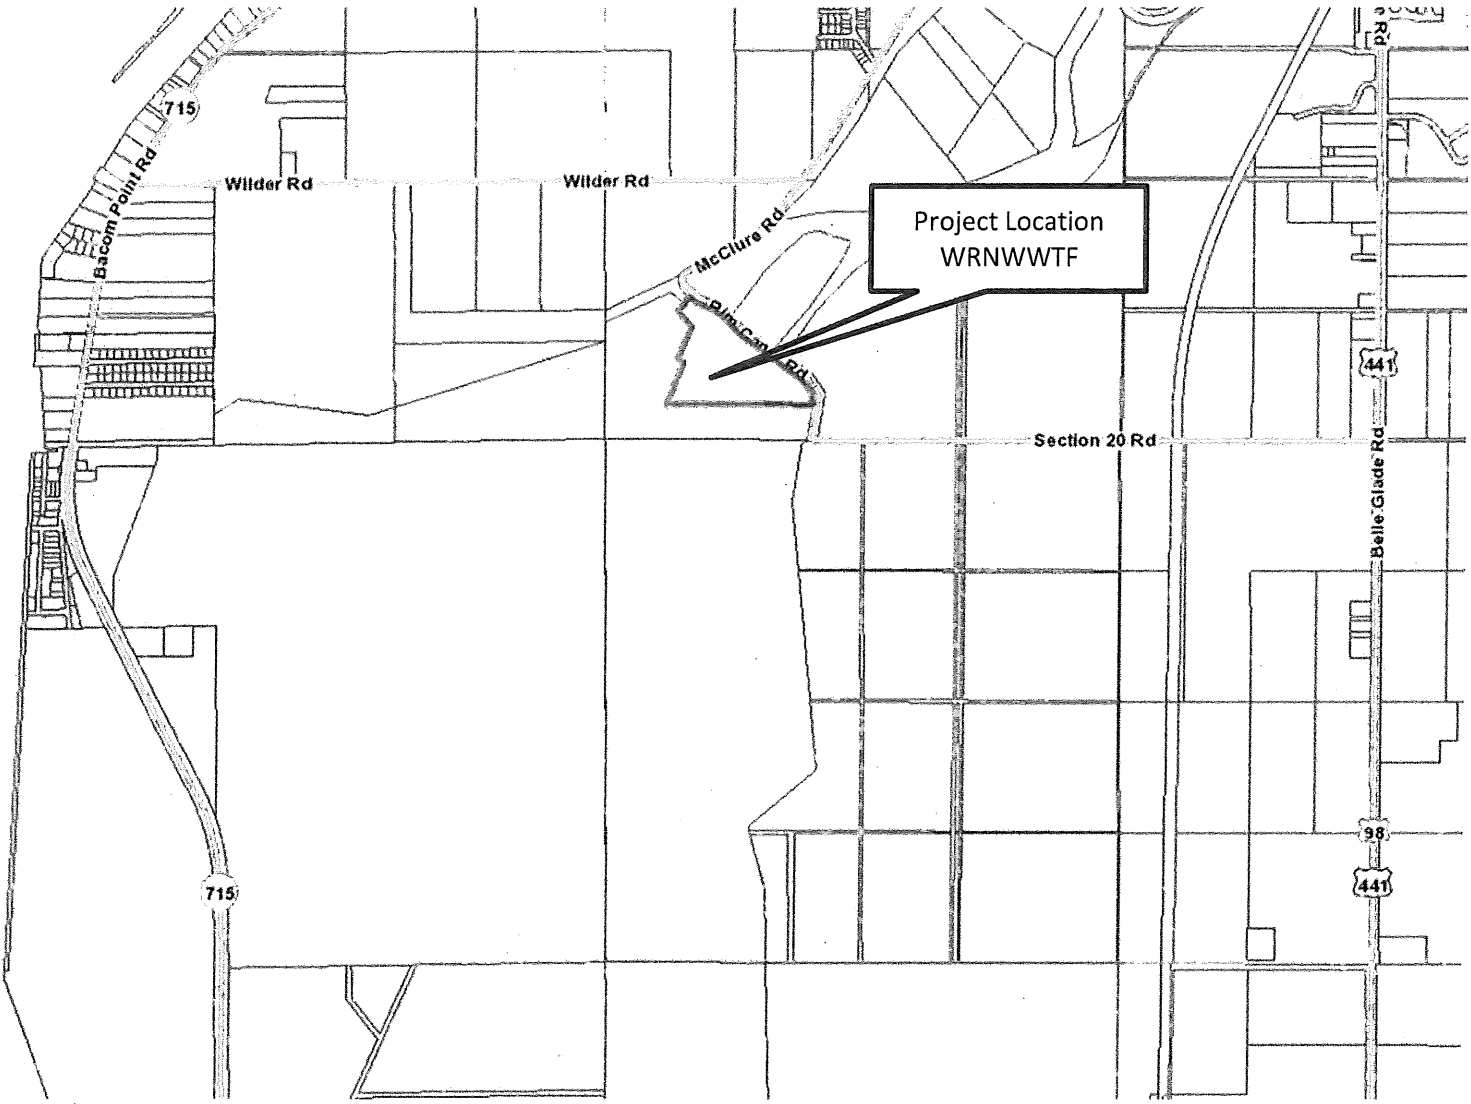 Rd
715
Bacom Point Rd
Wilder Rd
Wilder Rd
McClure Rd
Project Location
WRNWWTF
Rd
441
Section 20 Rd
Belle Glade Rd
98
715
441